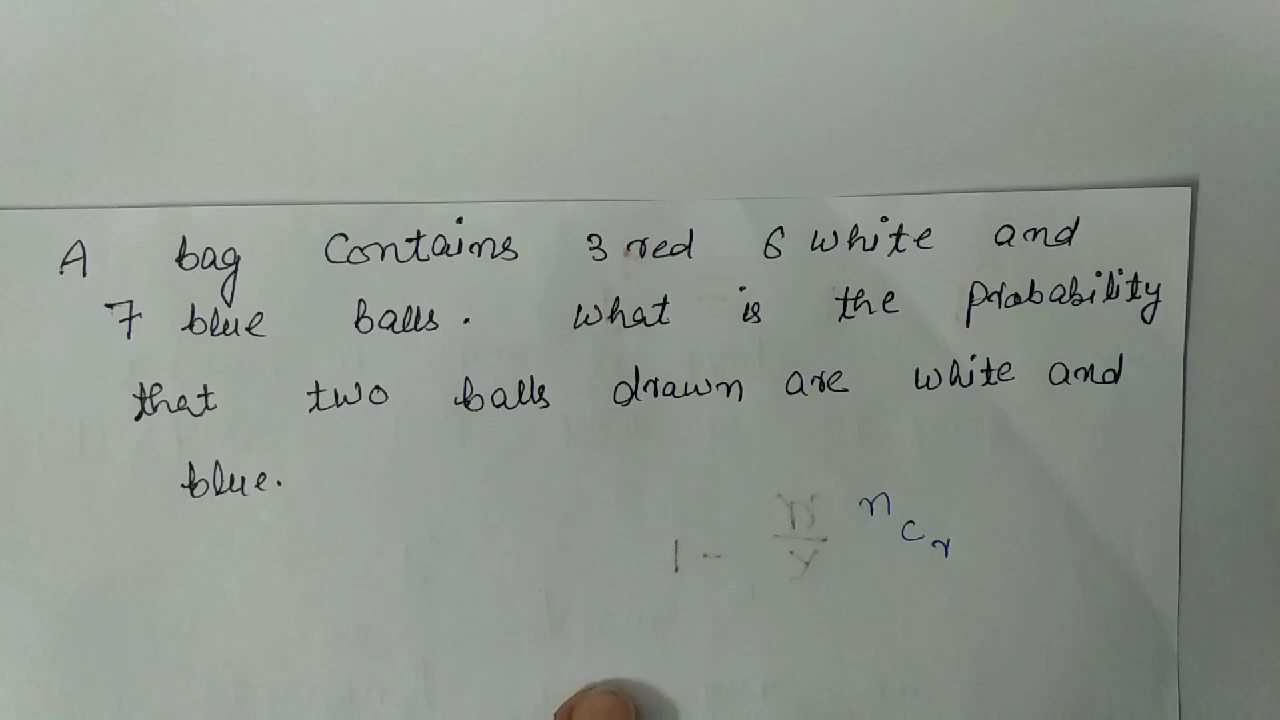 A bag contains 3 red 6 white and
7 blue balls. What is the probability
that two balls drawn are white and
blue.
n
C r
1 -